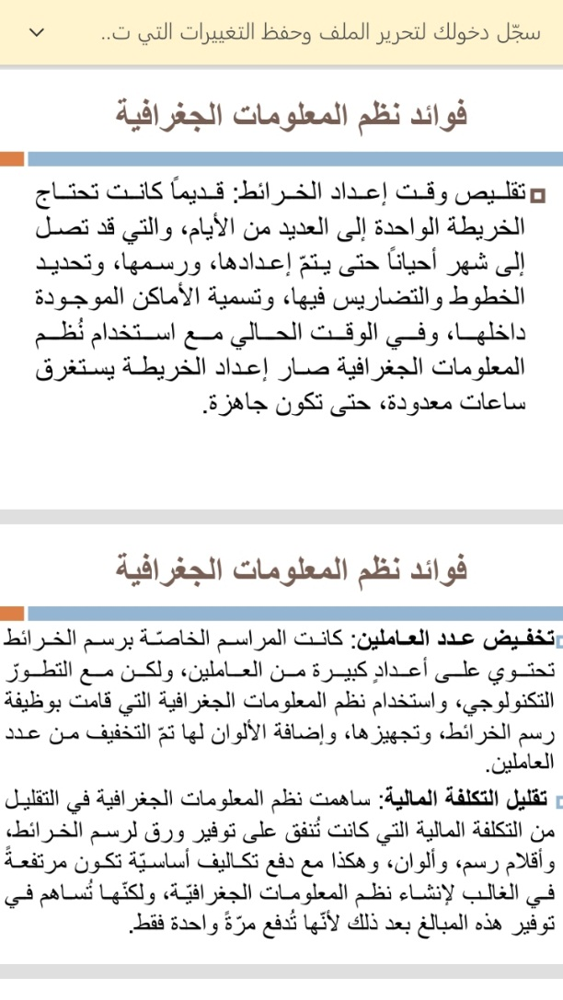 سجّل دخولك لتحرير الملف وحفظ التغييرات التي ت..
فوائد نظم المعلومات الجغرافية
تقليص وقت إعداد الخرائط: قديماً كانت تحتاج
الخريطة الواحدة إلى العديد من الأيام، والتي قد تصل
إلى شهر أحياناً حتى يتمّ إعدادها، ورسمها، وتحديد
الخطوط والتضاريس فيها، وتسمية الأماكن الموجودة
داخلها، وفي الوقت الحالي مع استخدام نُظم
المعلومات الجغرافية صار إعداد الخريطة يستغرق
ساعات معدودة، حتى تكون جاهزة.
فوائد نظم المعلومات الجغرافية
تخفيض عدد العاملين: كانت المراسم الخاصّة برسم الخرائط
تحتوي على أعدادٍ كبيرة من العاملين، ولكن مع التطورّ
التكنولوجي، واستخدام نظم المعلومات الجغرافية التي قامت بوظيفة
رسم الخرائط، وتجهيزها، وإضافة الألوان لها تمّ التخفيف من عدد
العاملين.
تقليل التكلفة المالية: ساهمت نظم المعلومات الجغرافية في التقليل
من التكلفة المالية التي كانت تُنفق على توفير ورق لرسم الخرائط،
وأقلام رسم، وألوان، وهكذا مع دفع تكاليف أساسيّة تكون مرتفعةً
في الغالب لإنشاء نظم المعلومات الجغرافيّة، ولكنّها تُساهم في
توفير هذه المبالغ بعد ذلك لأنّها تُدفع مرّةً واحدة فقط.